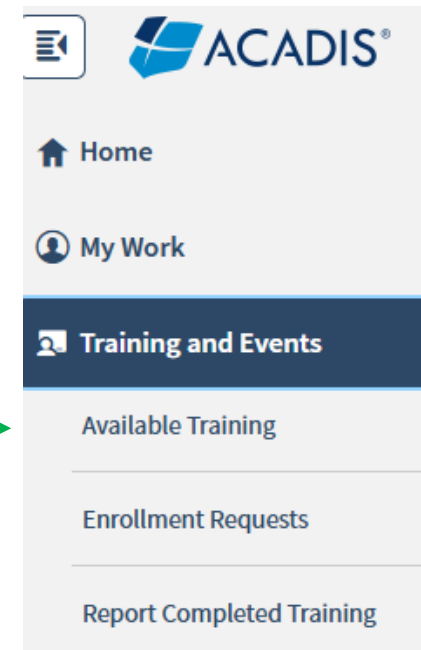 ACADIS®
Home
My Work
Training and Events
Available Training
Enrollment Requests
Report Completed Training